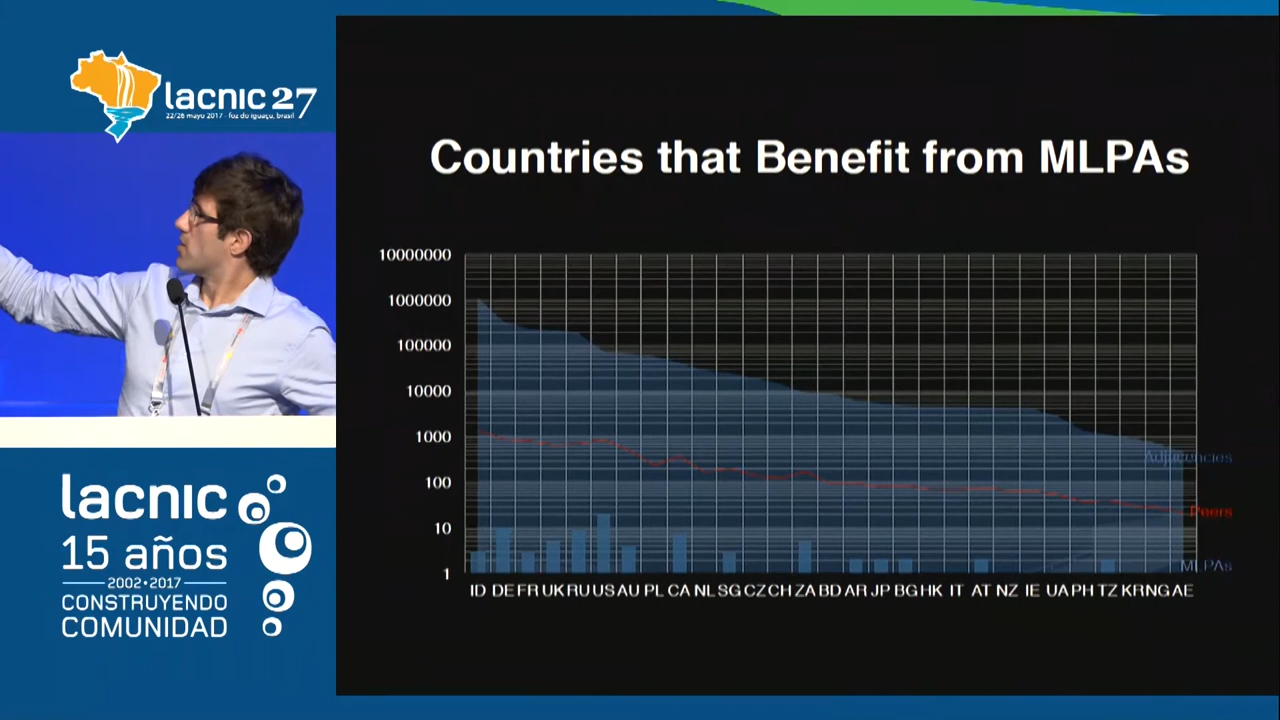 lacnic 27
22/26 mayo 2017 - foz do iguaçu, brasil
Countries that Benefit from MLPAs
10000000
1000000
100000
10000
1000
100
10
1
Adjacencies
Peers
MLPAs
ID DE FR UK RU US AU PL CA NL SG CZ CH ZA BD AR JP BG HK IT AT NZ IE UA PH TZ KR NG AE
lacnic
15 años
2002•2017
CONSTRUYENDO
COMUNIDAD